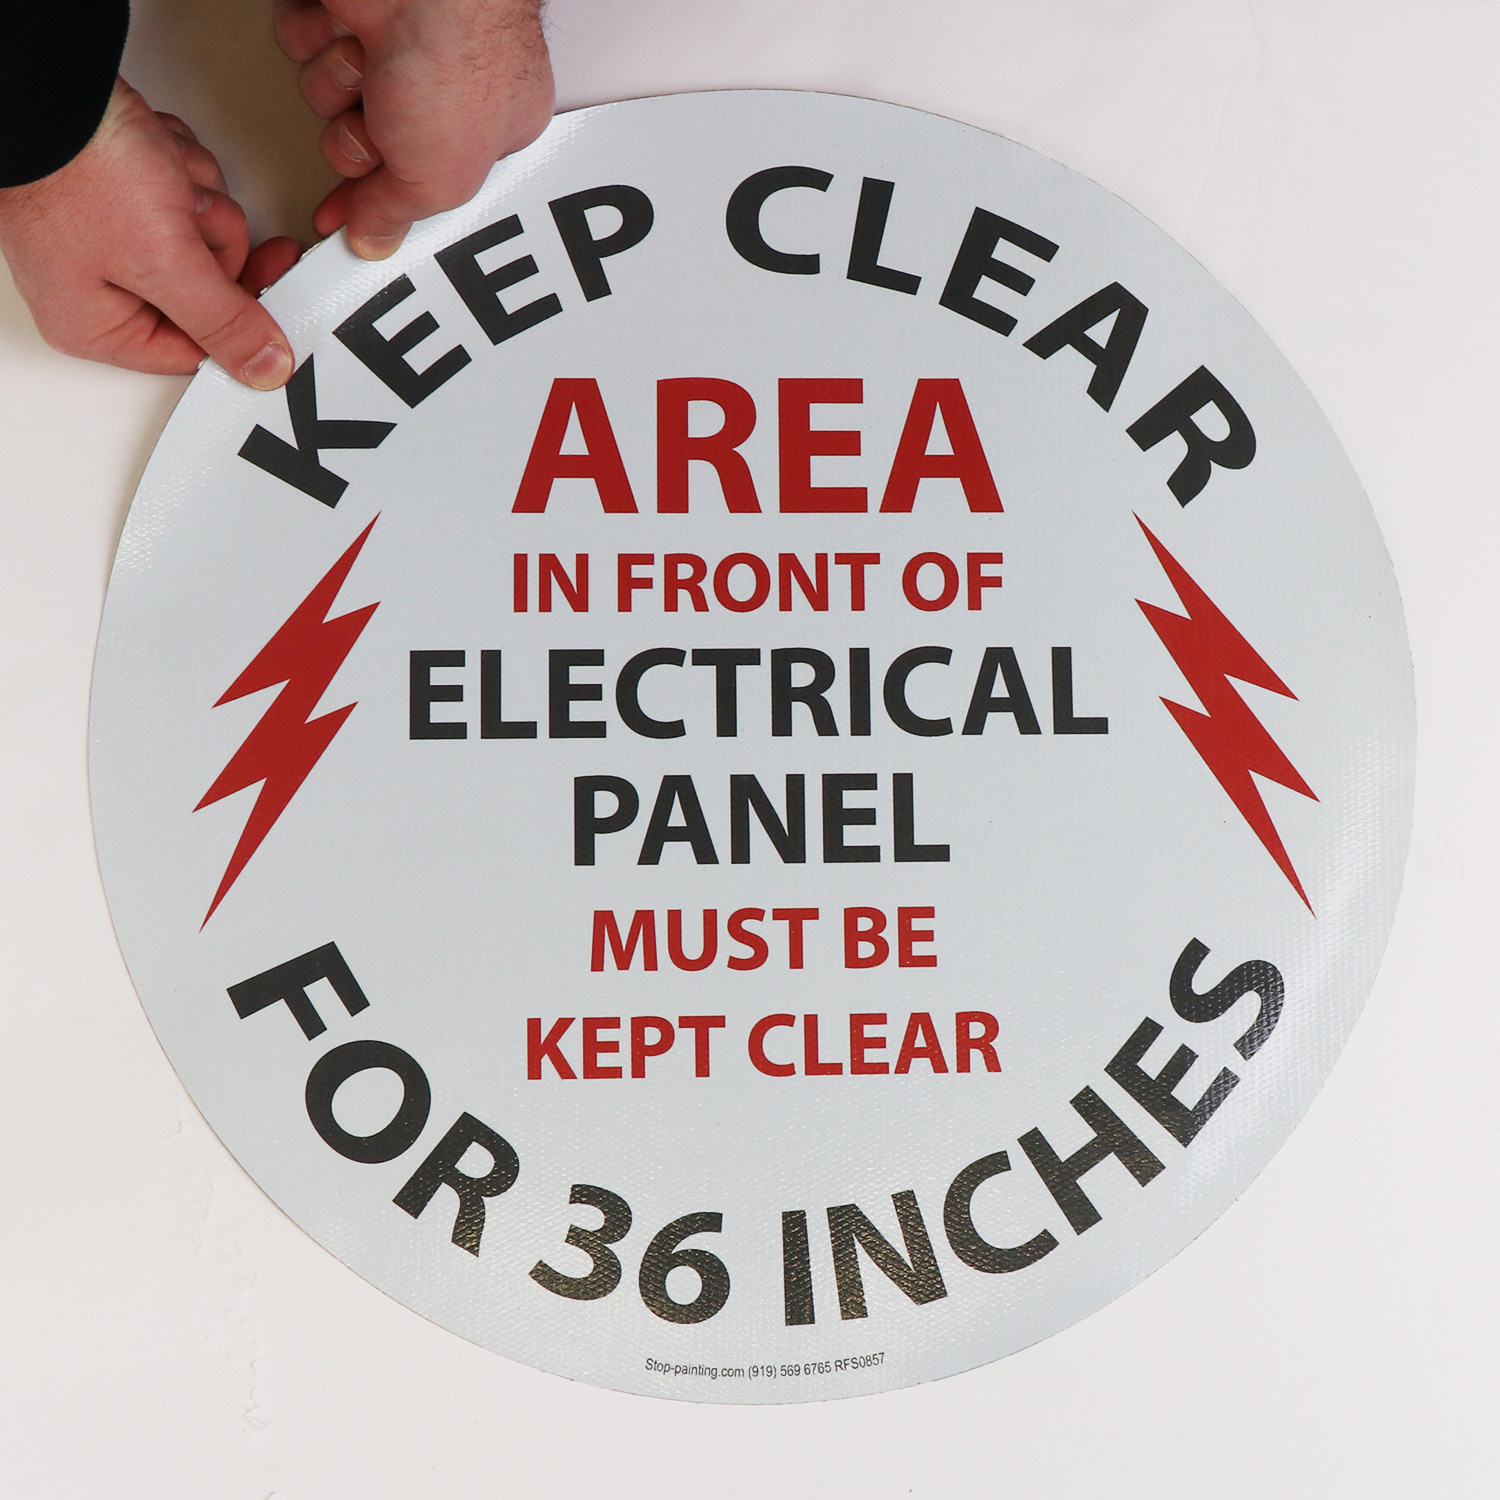 KEEP CLEAR
AREA
IN FRONT OF
ELECTRICAL
PANEL
MUST BE
KEPT CLEAR
FOR 36 INCHES
Stop-painting.com (919) 569 6765 RFS0857